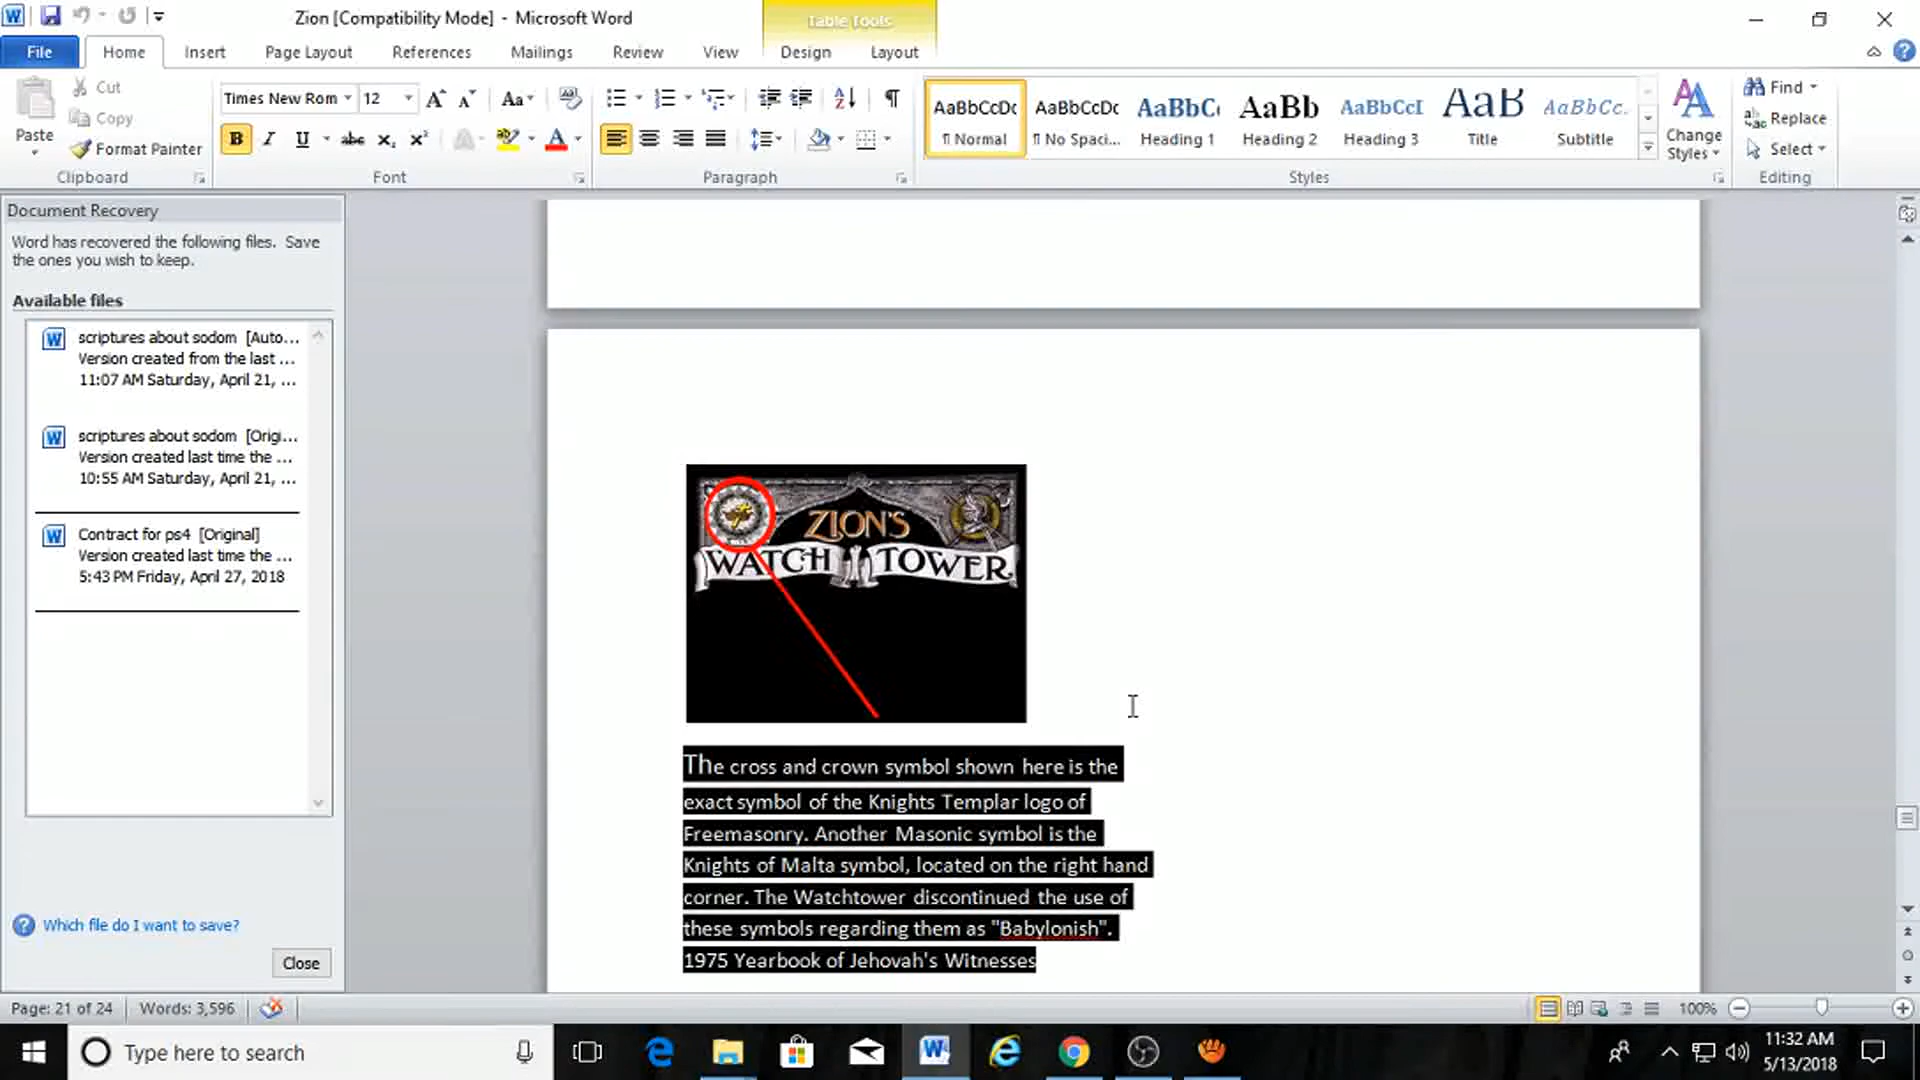 Zion [Compatibility Mode] - Microsoft Word
Table Tools
File Home Insert Page Layout References Mailings Review View Design Layout
Paste
Cut
Copy
Format Painter
Clipboard
Times New Rom 12
Font
Paragraph
AaBbCcDc AaBbCcDc AaBbC AaBb AaBbCcI AaB AaBbCc.
¶ Normal ¶ No Spaci... Heading 1 Heading 2 Heading 3 Title Subtitle
Change
Styles
Styles
Find
Replace
Select
Editing
Document Recovery
Word has recovered the following files. Save
the ones you wish to keep.
Available files
scriptures about sodom [Auto...
Version created from the last ...
11:07 AM Saturday, April 21, ...
scriptures about sodom [Origi...
Version created last time the ...
10:55 AM Saturday, April 21, ...
Contract for ps4 [Original]
Version created last time the ...
5:43 PM Friday, April 27, 2018
Which file do I want to save?
Close
ZION'S
WATCH TOWER
The cross and crown symbol shown here is the
exact symbol of the Knights Templar logo of
Freemasonry. Another Masonic symbol is the
Knights of Malta symbol, located on the right hand
corner. The Watchtower discontinued the use of
these symbols regarding them as "Babylonish".
1975 Yearbook of Jehovah's Witnesses
Page: 21 of 24 Words: 3,596 100%
Type here to search
11:32 AM
5/13/2018